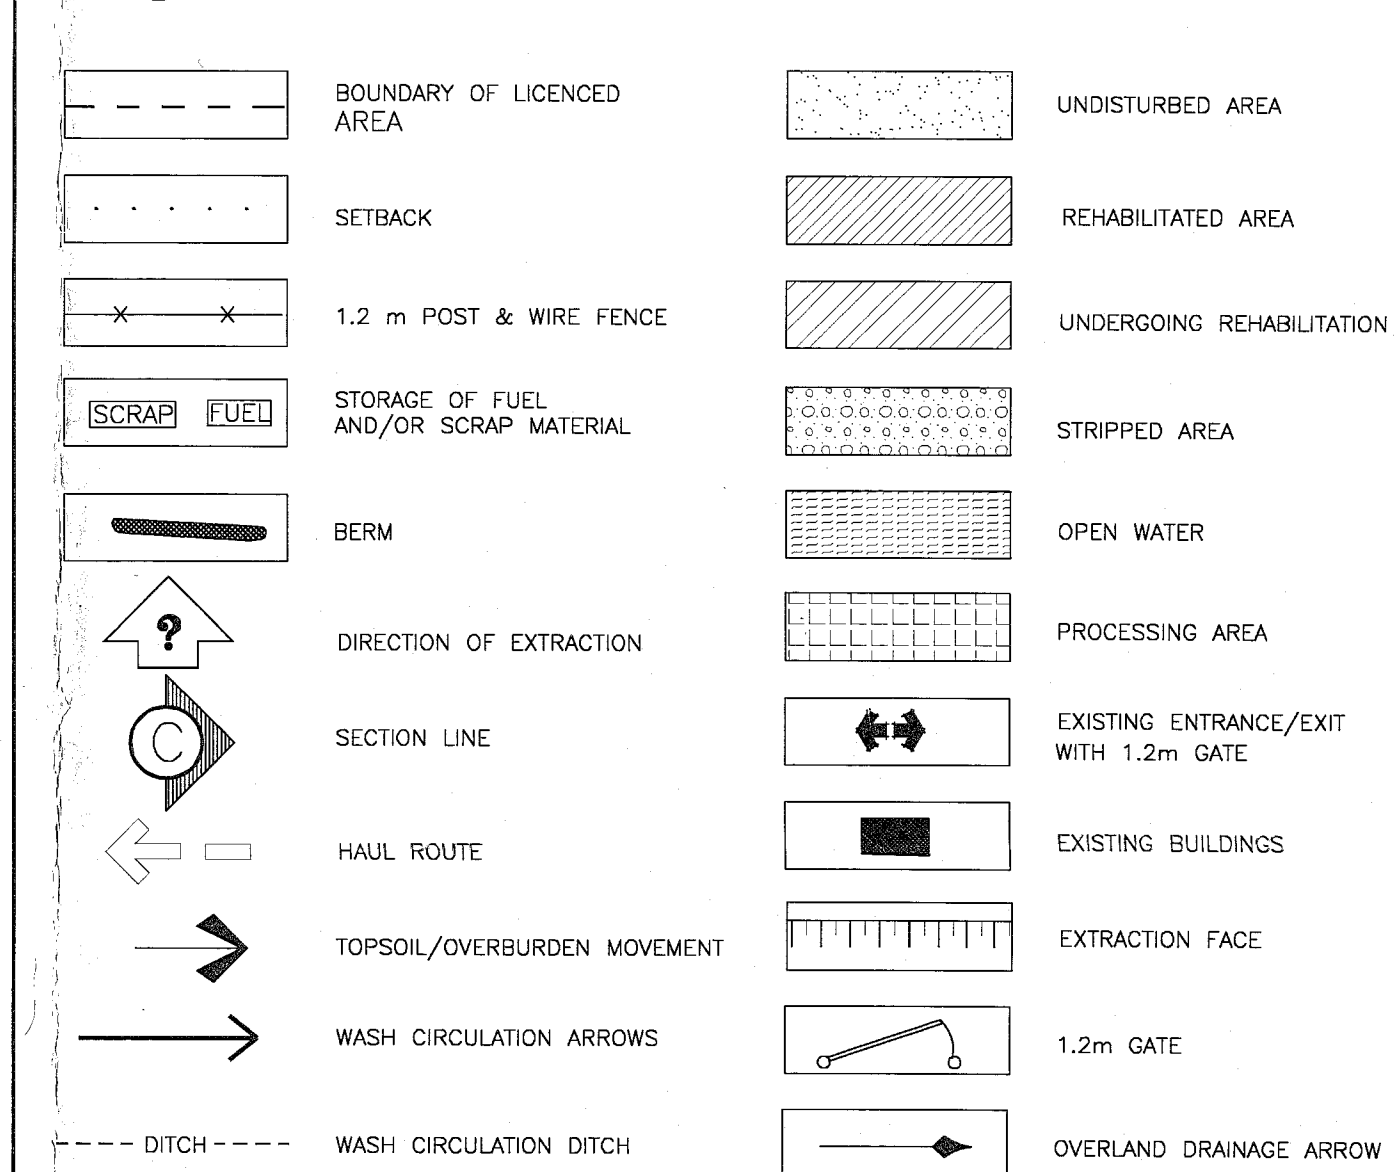 BOUNDARY OF LICENCED
AREA
SETBACK
1.2 m POST & WIRE FENCE
SCRAP FUEL
STORAGE OF FUEL
AND/OR SCRAP MATERIAL
BERM
?
DIRECTION OF EXTRACTION
C
SECTION LINE
HAUL ROUTE
TOPSOIL/OVERBURDEN MOVEMENT
WASH CIRCULATION ARROWS
DITCH
WASH CIRCULATION DITCH
UNDISTURBED AREA
REHABILITATED AREA
UNDERGOING REHABILITATION
STRIPPED AREA
OPEN WATER
PROCESSING AREA
EXISTING ENTRANCE/EXIT
WITH 1.2m GATE
EXISTING BUILDINGS
EXTRACTION FACE
1.2m GATE
OVERLAND DRAINAGE ARROW